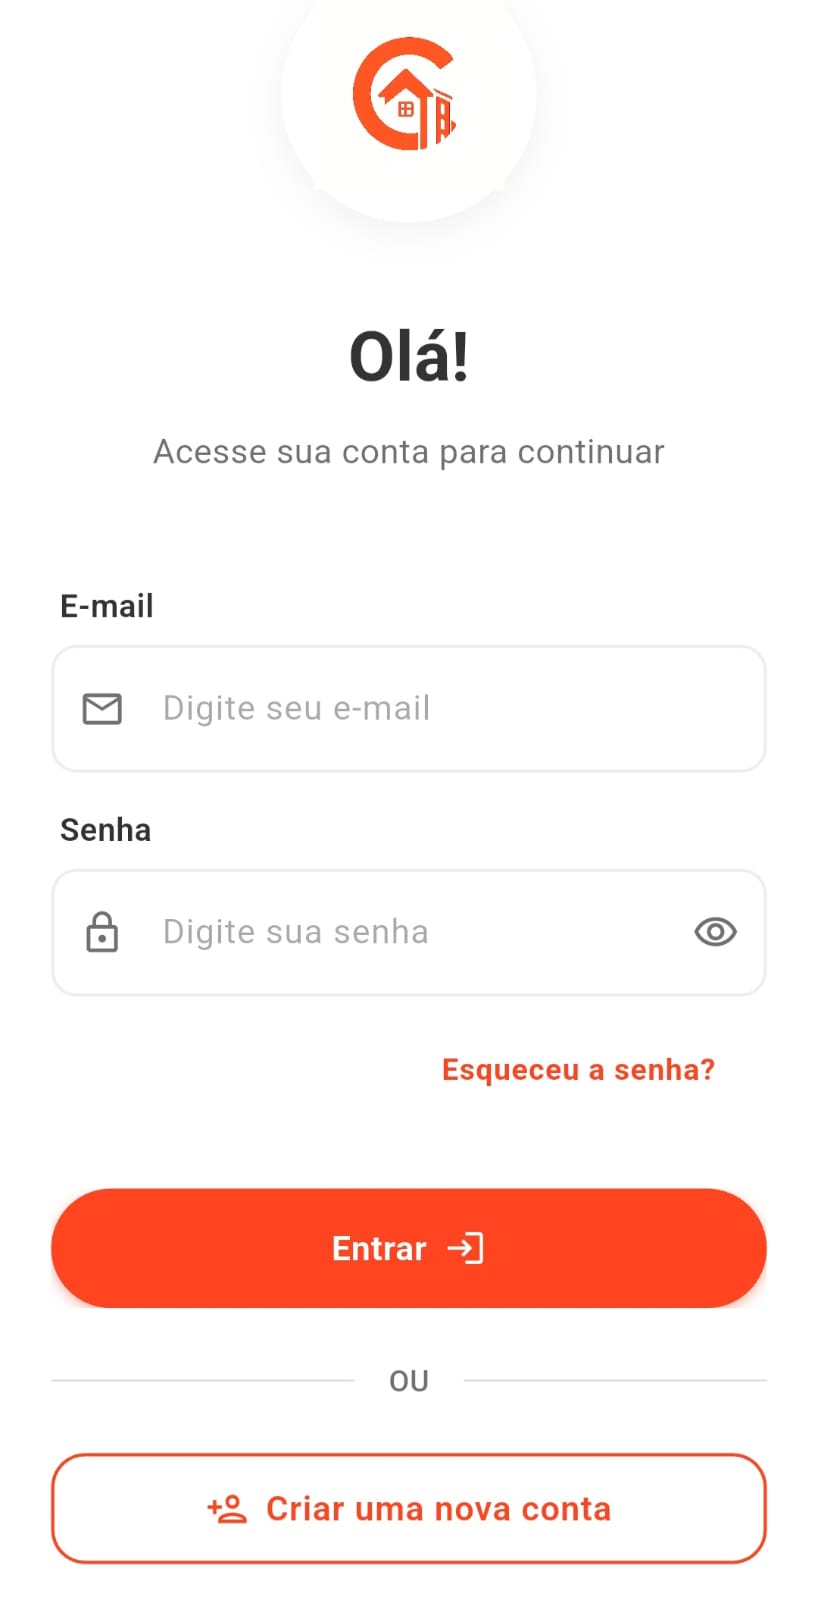 Olá!
Acesse sua conta para continuar
E-mail
Digite seu e-mail
Senha
Digite sua senha
Esqueceu a senha?
Entrar
OU
Criar uma nova conta